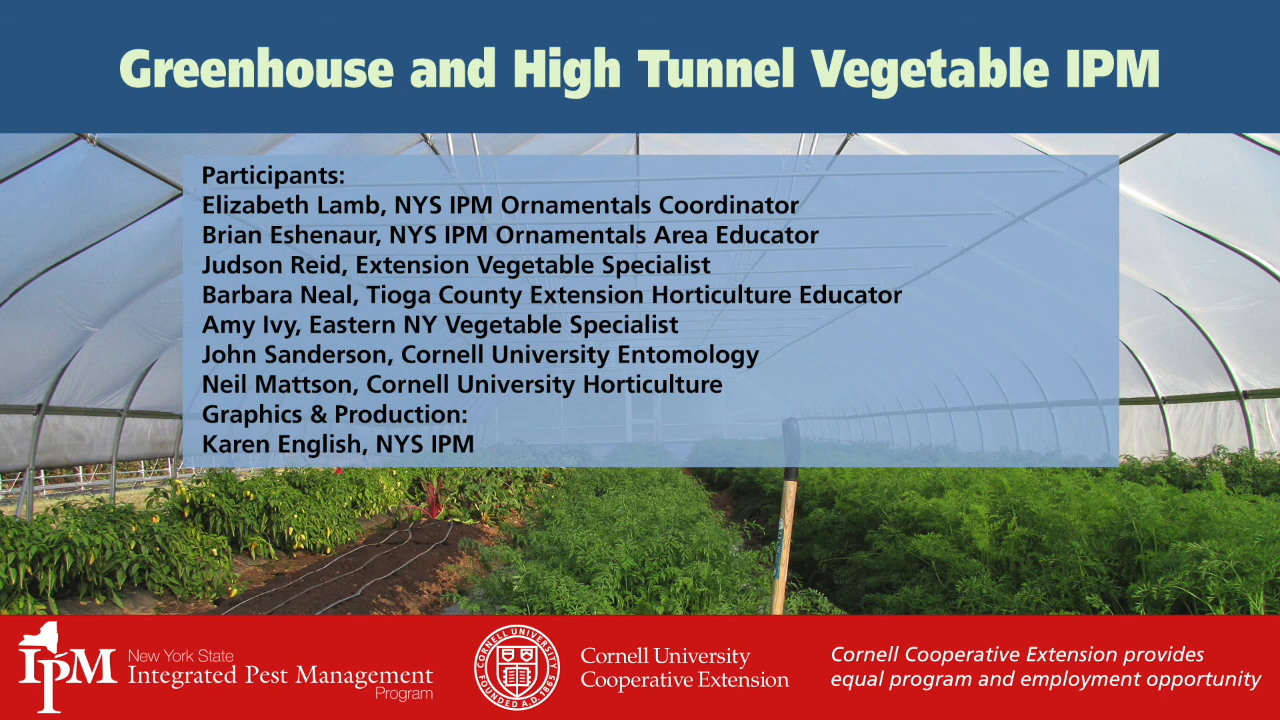 Greenhouse and High Tunnel Vegetable IPM
Participants:
Elizabeth Lamb, NYS IPM Ornamentals Coordinator
Brian Eshenaur, NYS IPM Ornamentals Area Educator
Judson Reid, Extension Vegetable Specialist
Barbara Neal, Tioga County Extension Horticulture Educator
Amy Ivy, Eastern NY Vegetable Specialist
John Sanderson, Cornell University Entomology
Neil Mattson, Cornell University Horticulture
Graphics & Production:
Karen English, NYS IPM
IPM
New York State
Integrated Pest Management
Program
CORNELL UNIVERSITY
FOUNDED A.D. 1865
Cornell University
Cooperative Extension
Cornell Cooperative Extension provides
equal program and employment opportunity